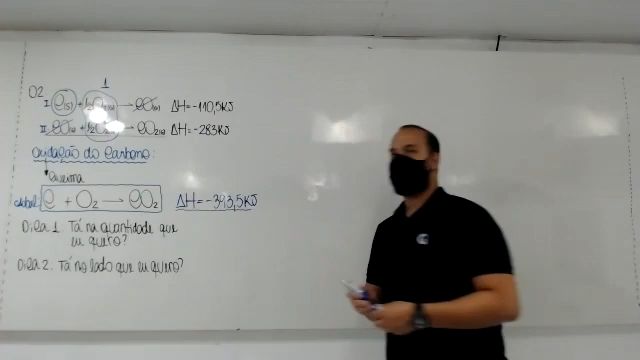 1
02
I C(s) + ½O2(g) → CO(g) ΔH = -110,5KJ
II CO(g) + ½O2(g) → CO2(g) ΔH = -283KJ
Oxidação do Carbono:
Queima
Global C + O2 → CO2 ΔH = -393,5KJ
Dica 1. Tá na quantidade que
eu quero?
Dica 2. Tá no lado que eu quero?